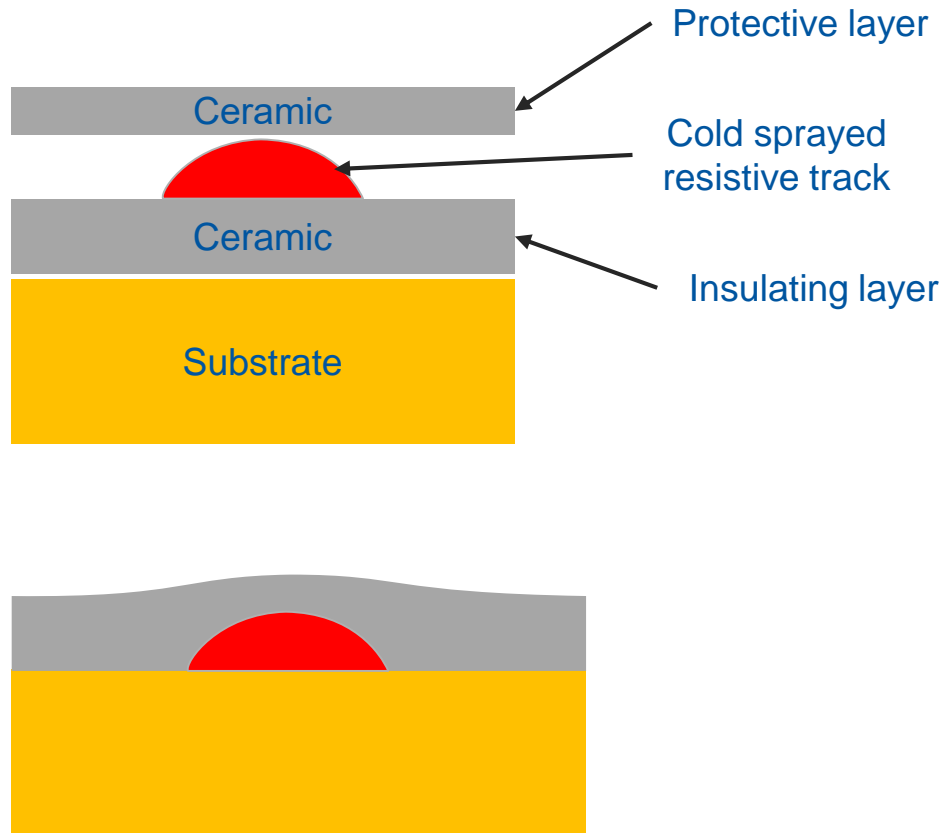 Protective layer
Ceramic
Cold sprayed
resistive track
Ceramic
Insulating layer
Substrate